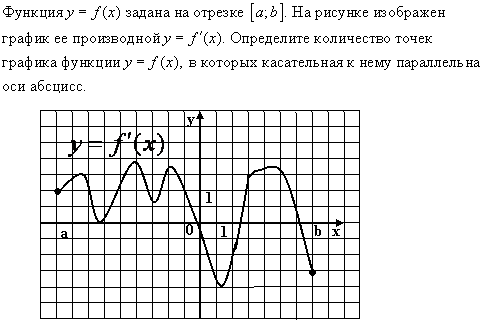 Функция y = f (x) задана на отрезке [a; b]. На рисунке изображен
график ее производной y = f ′(x). Определите количество точек
графика функции y = f (x), в которых касательная к нему параллельна
оси абсцисс.
y
y = f ′(x)
1
a 0 1 b x